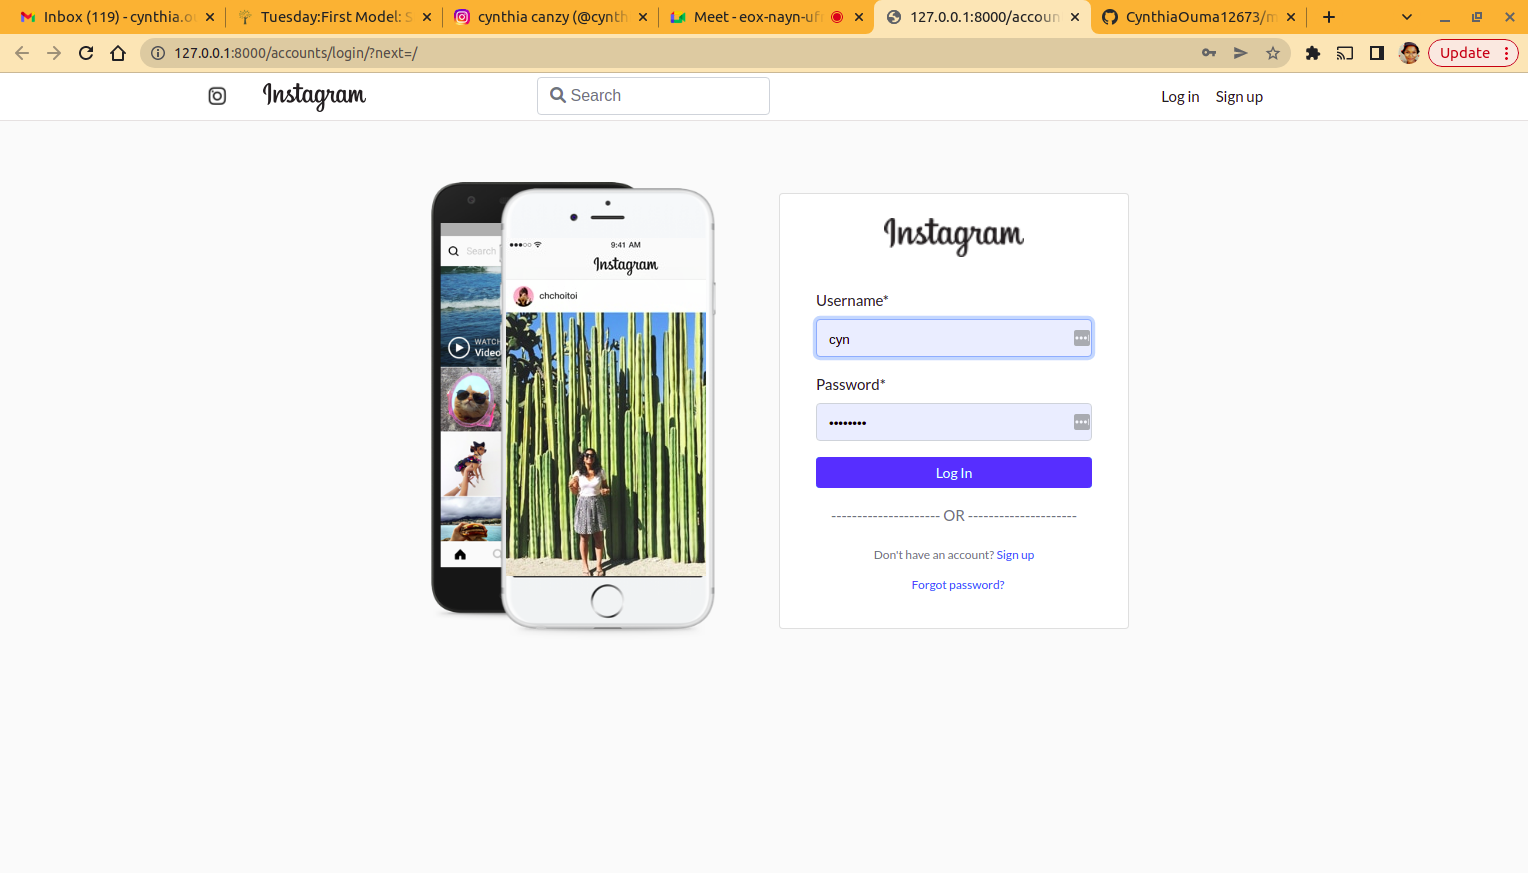 Inbox (119) - cynthia.o
Tuesday:First Model: S
cynthia canzy (@cynth
Meet - eox-nayn-uf
127.0.0.1:8000/accoun
CynthiaOuma12673/m
127.0.0.1:8000/accounts/login/?next=/
Update
Instagram
Search
Log in
Sign up
Search
9:41 AM
Instagram
chchoitoi
WATCH
Video
Instagram
Username*
cyn
Password*
••••••••
Log In
--------------------- OR ---------------------
Don't have an account? Sign up
Forgot password?